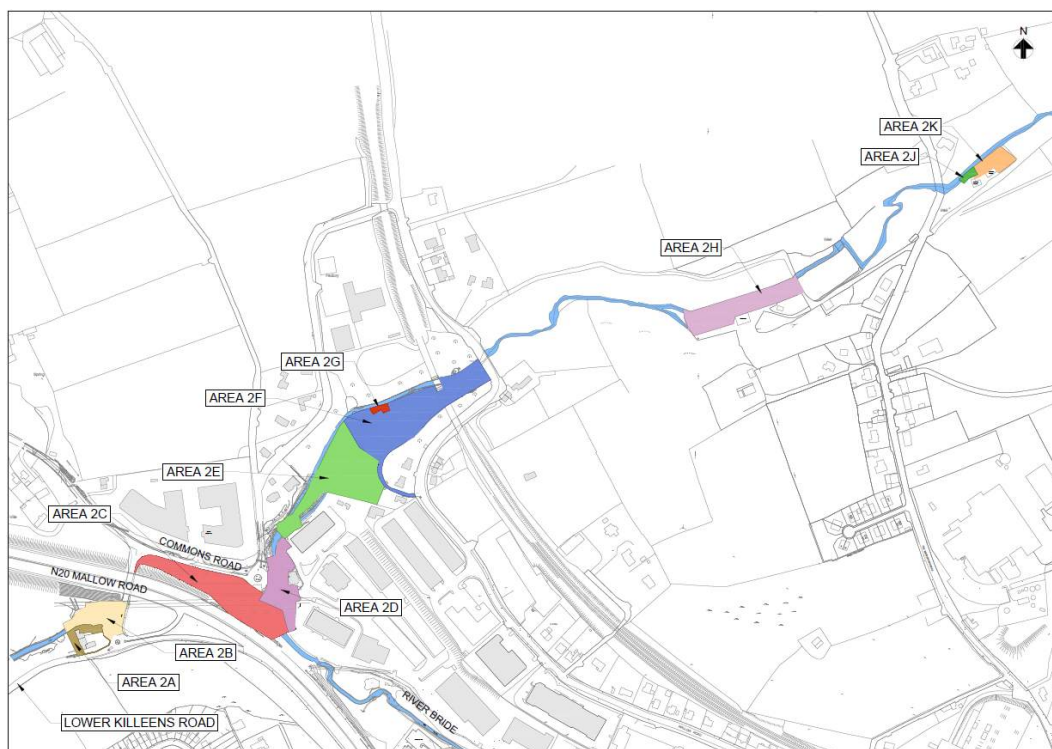 N
AREA 2K
AREA 2J
AREA 2H
AREA 2G
AREA 2F
AREA 2E
AREA 2C
COMMONS ROAD
N20 MALLOW ROAD
AREA 2D
AREA 2B
AREA 2A
RIVER BRIDE
LOWER KILLEENS ROAD